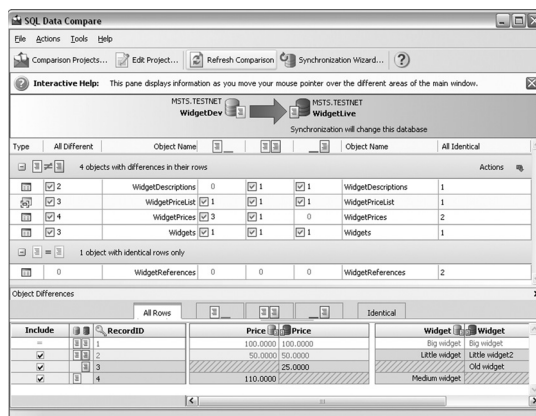 SQL Data Compare
File Actions Tools Help
Comparison Projects... Edit Project... Refresh Comparison Synchronization Wizard...
Interactive Help: This pane displays information as you move your mouse pointer over the different areas of the main window.
MST5.TESTNET MST5.TESTNET
WidgetDev WidgetLive
Synchronization will change this database
Type All Different Object Name Object Name All Identical
4 objects with differences in their rows Actions
2 WidgetDescriptions 0 1 1 WidgetDescriptions 1
3 WidgetPriceList 1 1 1 WidgetPriceList 1
4 WidgetPrices 3 1 0 WidgetPrices 2
3 Widgets 1 1 1 Widgets 1
= 1 object with identical rows only
0 WidgetReferences 0 0 0 WidgetReferences 2
Object Differences
All Rows Identical
Include RecordID Price Price Widget Widget
= 1 100.0000 100.0000 Big widget Big widget
2 50.0000 50.0000 Little widget Little widget2
3 25.0000 Old widget
4 110.0000 Medium widget